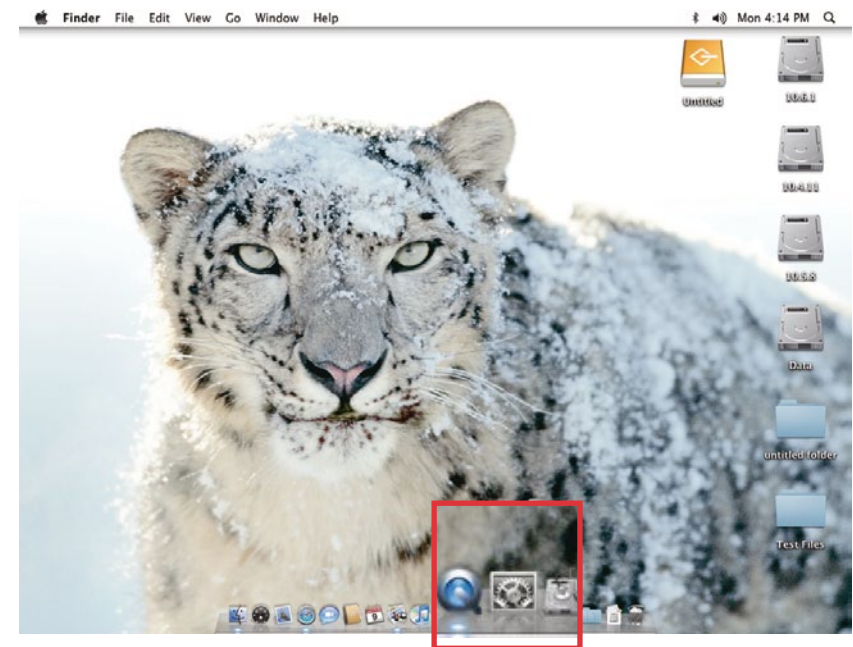 Finder File Edit View Go Window Help
Mon 4:14 PM
Untitled
10.6.1
10.4.11
10.5.8
Data
untitled folder
Test Files